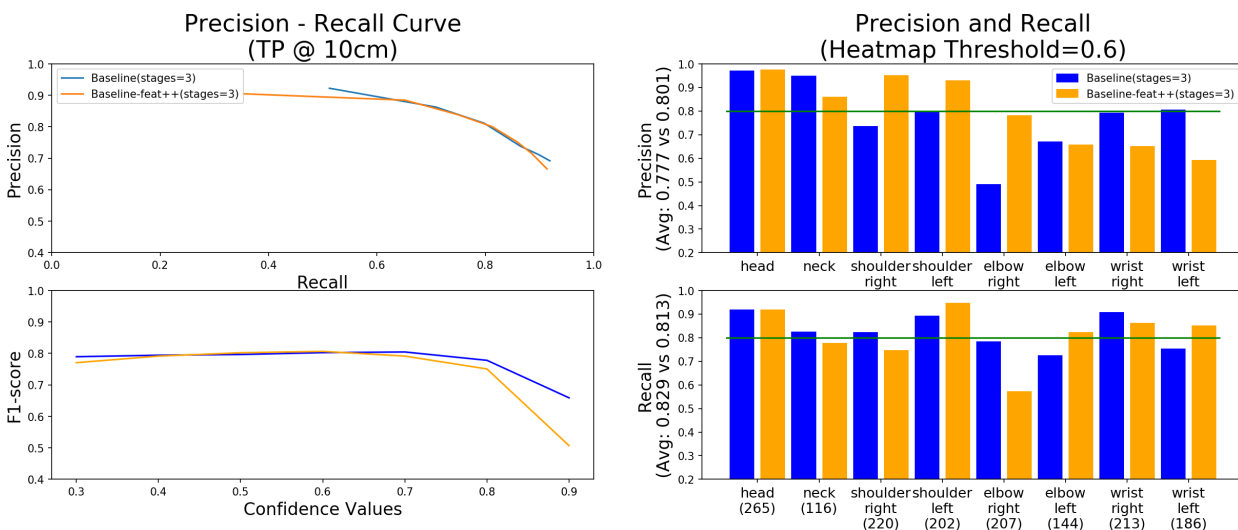 Precision - Recall Curve
(TP @ 10cm)
Precision
1.0
0.9
0.8
0.7
0.6
0.5
0.4
Baseline(stages=3)
Baseline-feat++(stages=3)
0.0 0.2 0.4 0.6 0.8 1.0
Recall
F1-score
1.0
0.9
0.8
0.7
0.6
0.5
0.4
0.3 0.4 0.5 0.6 0.7 0.8 0.9
Confidence Values
Precision and Recall
(Heatmap Threshold=0.6)
Precision
(Avg: 0.777 vs 0.801)
1.0
0.9
0.8
0.7
0.6
0.5
0.4
0.3
0.2
Baseline(stages=3)
Baseline-feat++(stages=3)
head neck shoulder shoulder elbow elbow wrist wrist
right left right left right left
Recall
(Avg: 0.829 vs 0.813)
1.0
0.9
0.8
0.7
0.6
0.5
0.4
0.3
0.2
head neck shoulder shoulder elbow elbow wrist wrist
(265) (116) right left right left right left
(220) (202) (207) (144) (213) (186)